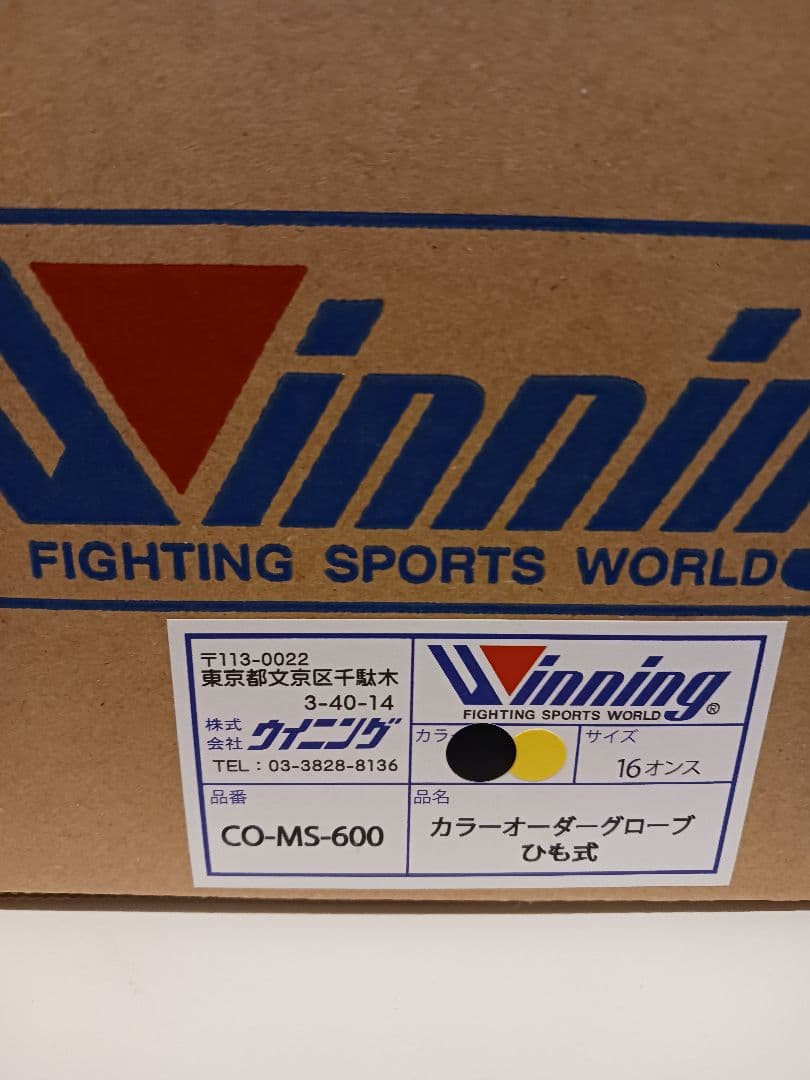 Winnin
FIGHTING SPORTS WORLD
〒113-0022
東京都文京区千駄木
3-40-14
株式
会社 ウイニング
TEL：03-3828-8136
Winning®
FIGHTING SPORTS WORLD
カラー
サイズ
16オンス
品番
CO-MS-600
品名
カラーオーダーグローブ
ひも式